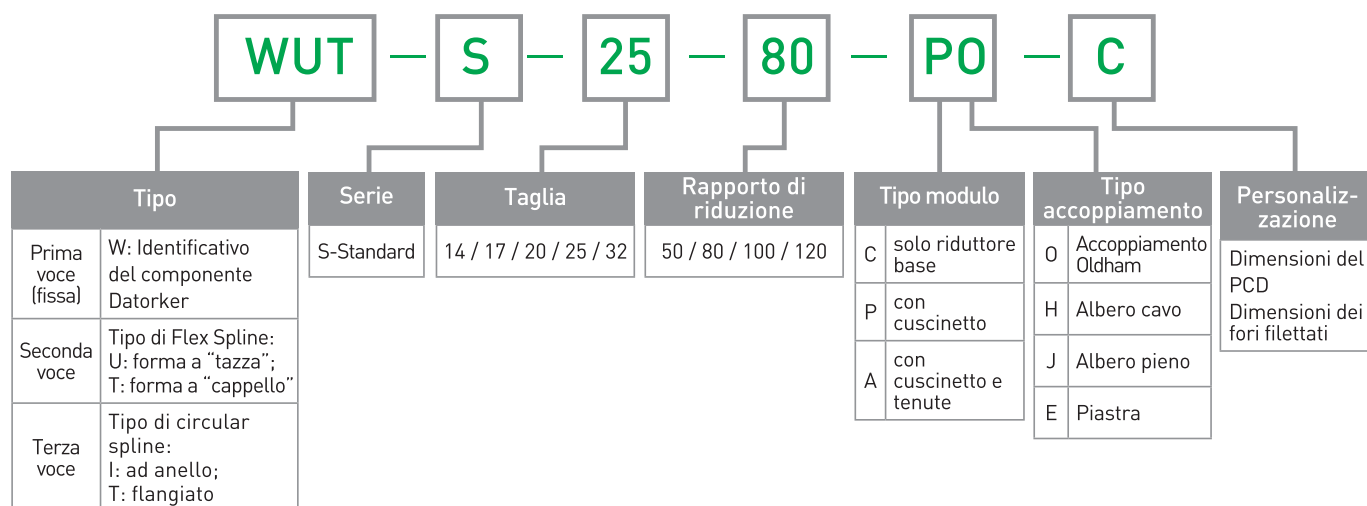 WUT — S — 25 — 80 — PO — C
Tipo
Prima
voce
(fissa)
W: Identificativo
del componente
Datorker
Seconda
voce
Tipo di Flex Spline:
U: forma a “tazza”;
T: forma a “cappello”
Terza
voce
Tipo di circular
spline:
I: ad anello;
T: flangiato
Serie
S-Standard
Taglia
14 / 17 / 20 / 25 / 32
Rapporto di
riduzione
50 / 80 / 100 / 120
Tipo modulo
C
solo riduttore
base
P
con
cuscinetto
A
con
cuscinetto e
tenute
Tipo
accoppiamento
O
Accoppiamento
Oldham
H Albero cavo
J Albero pieno
E Piastra
Personaliz-
zazione
Dimensioni del
PCD
Dimensioni dei
fori filettati